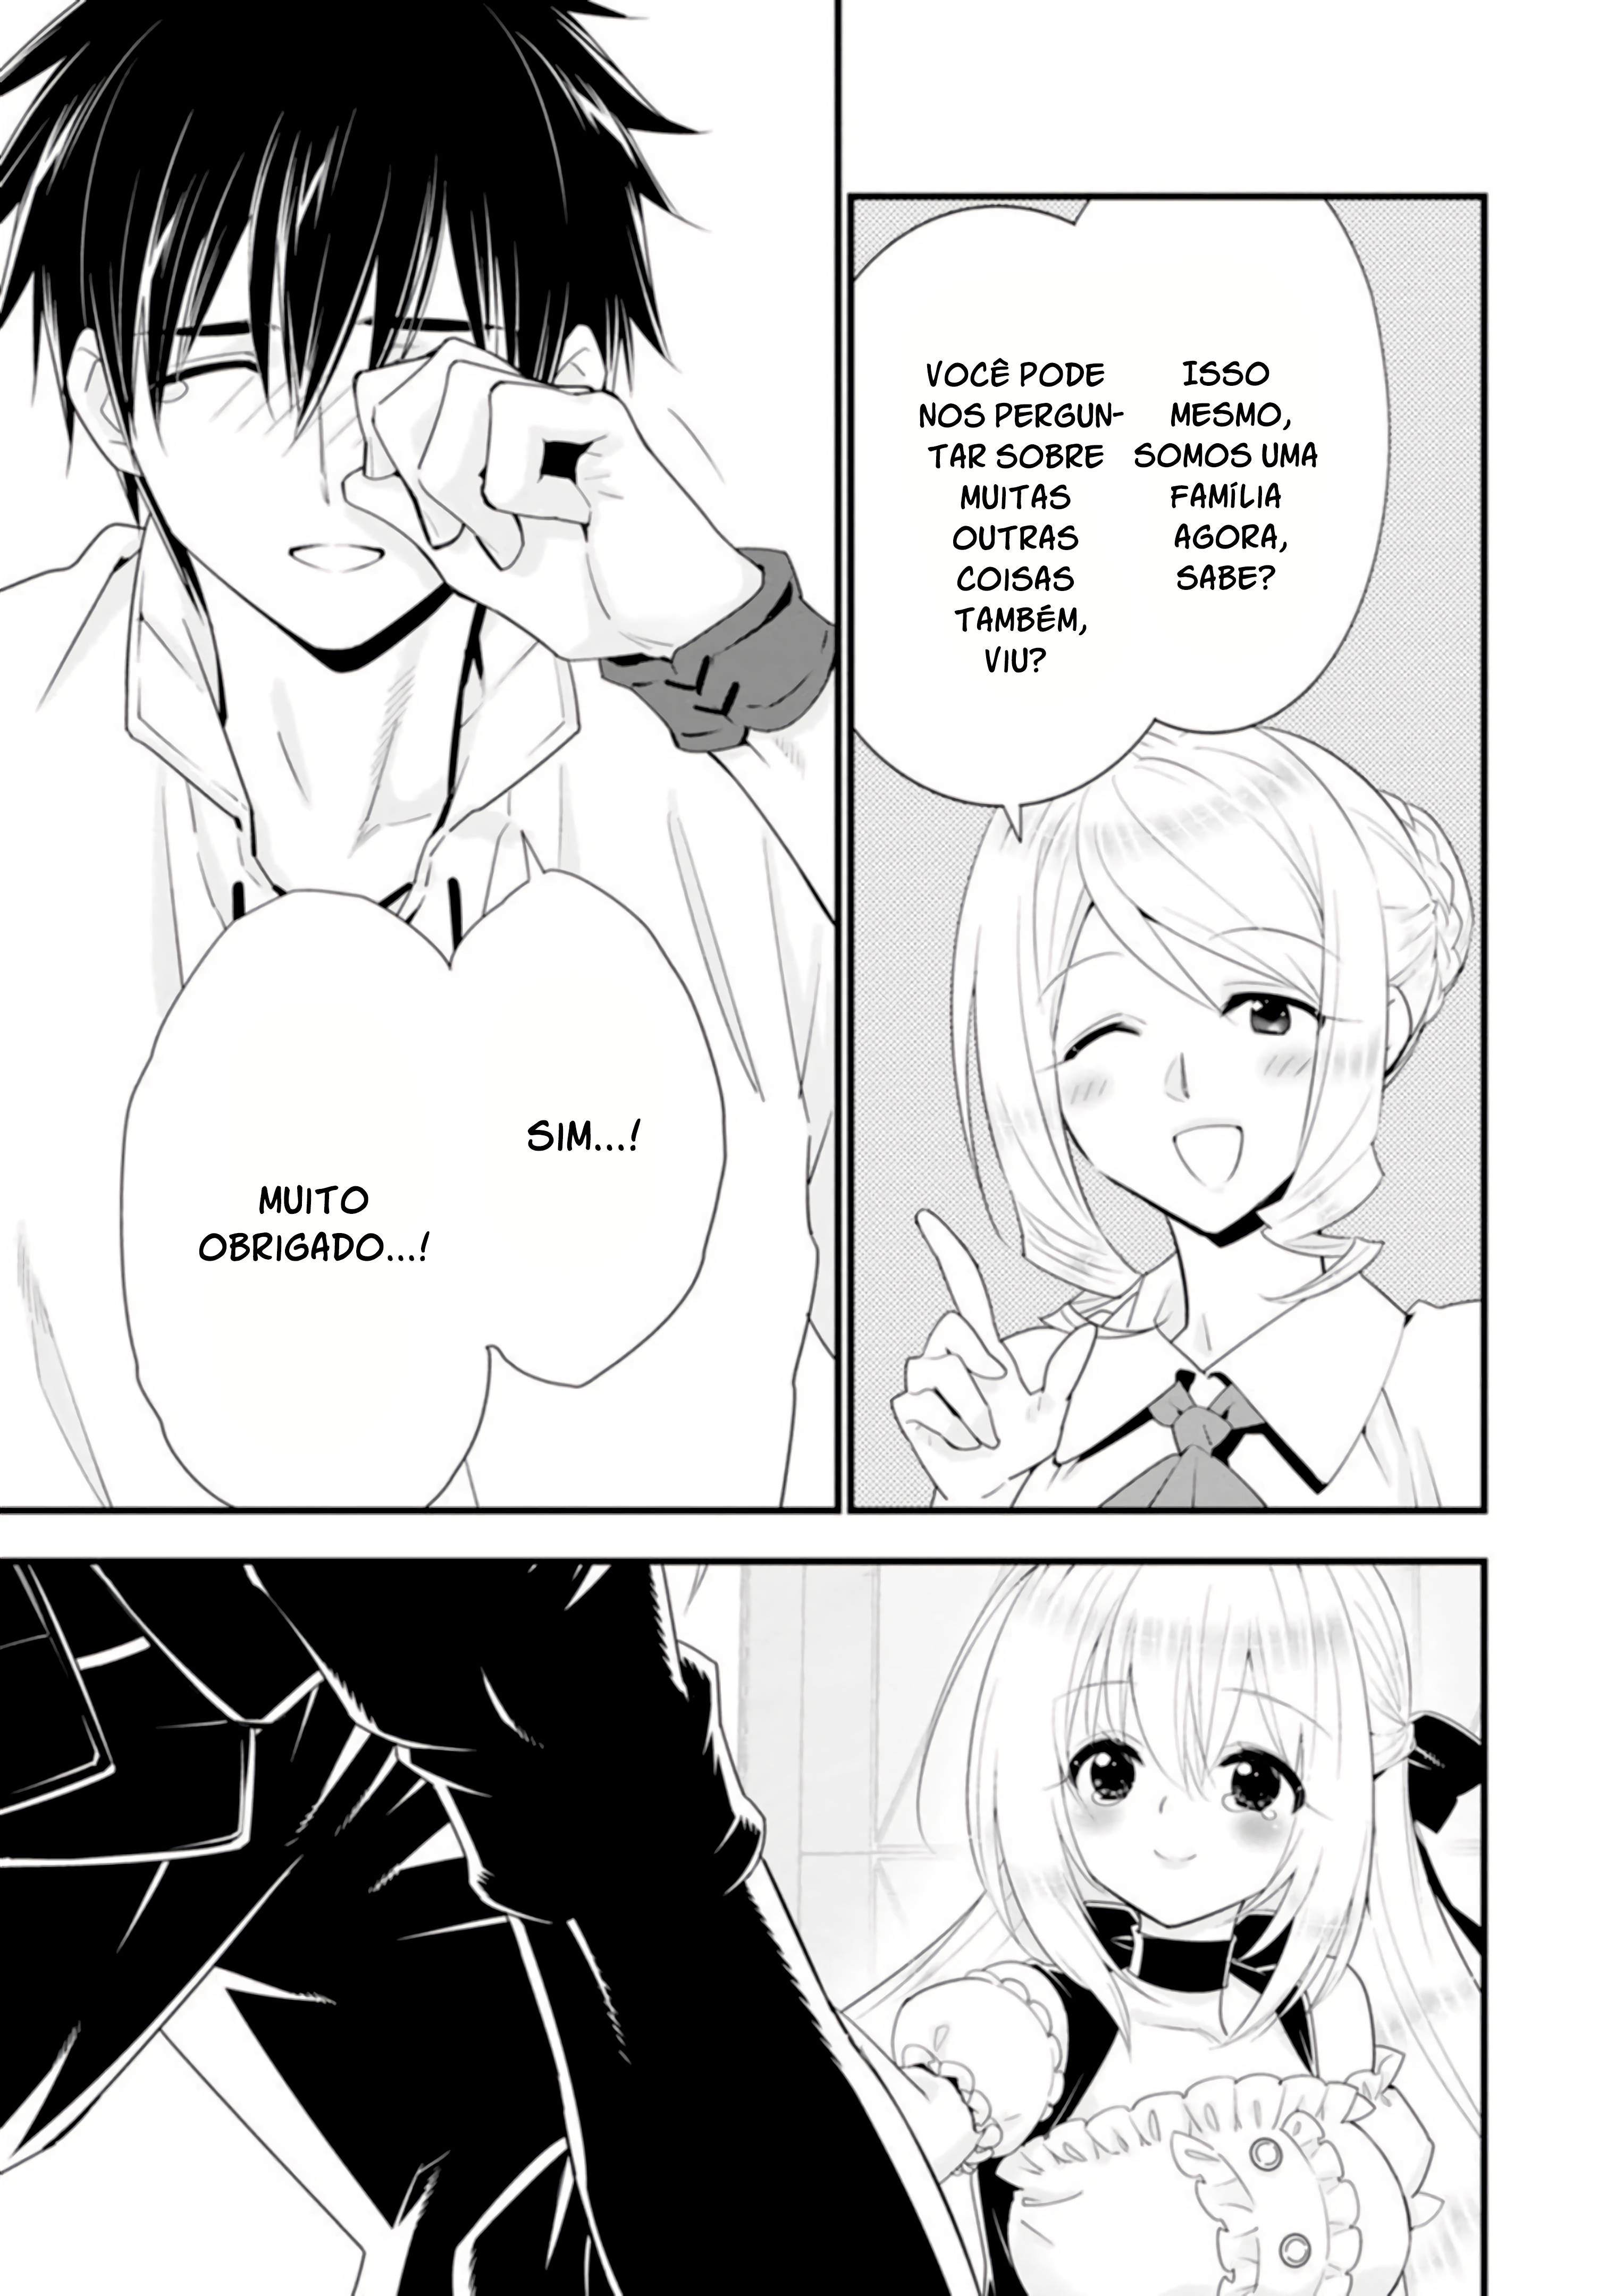 ISSO
MESMO,
SOMOS UMA
FAMÍLIA
AGORA,
SABE?
VOCÊ PODE
NOS PERGUN-
TAR SOBRE
MUITAS
OUTRAS
COISAS
TAMBÉM,
VIU?
SIM...!
MUITO
OBRIGADO...!